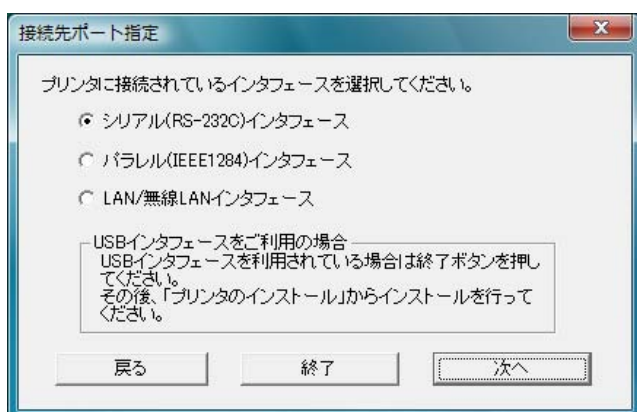 接続先ポート指定
プリンタに接続されているインタフェースを選択してください。
シリアル(RS-232C)インタフェース
パラレル(IEEE1284)インタフェース
LAN/無線LANインタフェース
USBインタフェースをご利用の場合
USBインタフェースを利用されている場合は終了ボタンを押し
てください。
その後、「プリンタのインストール」からインストールを行って
ください。
戻る 終了 次へ